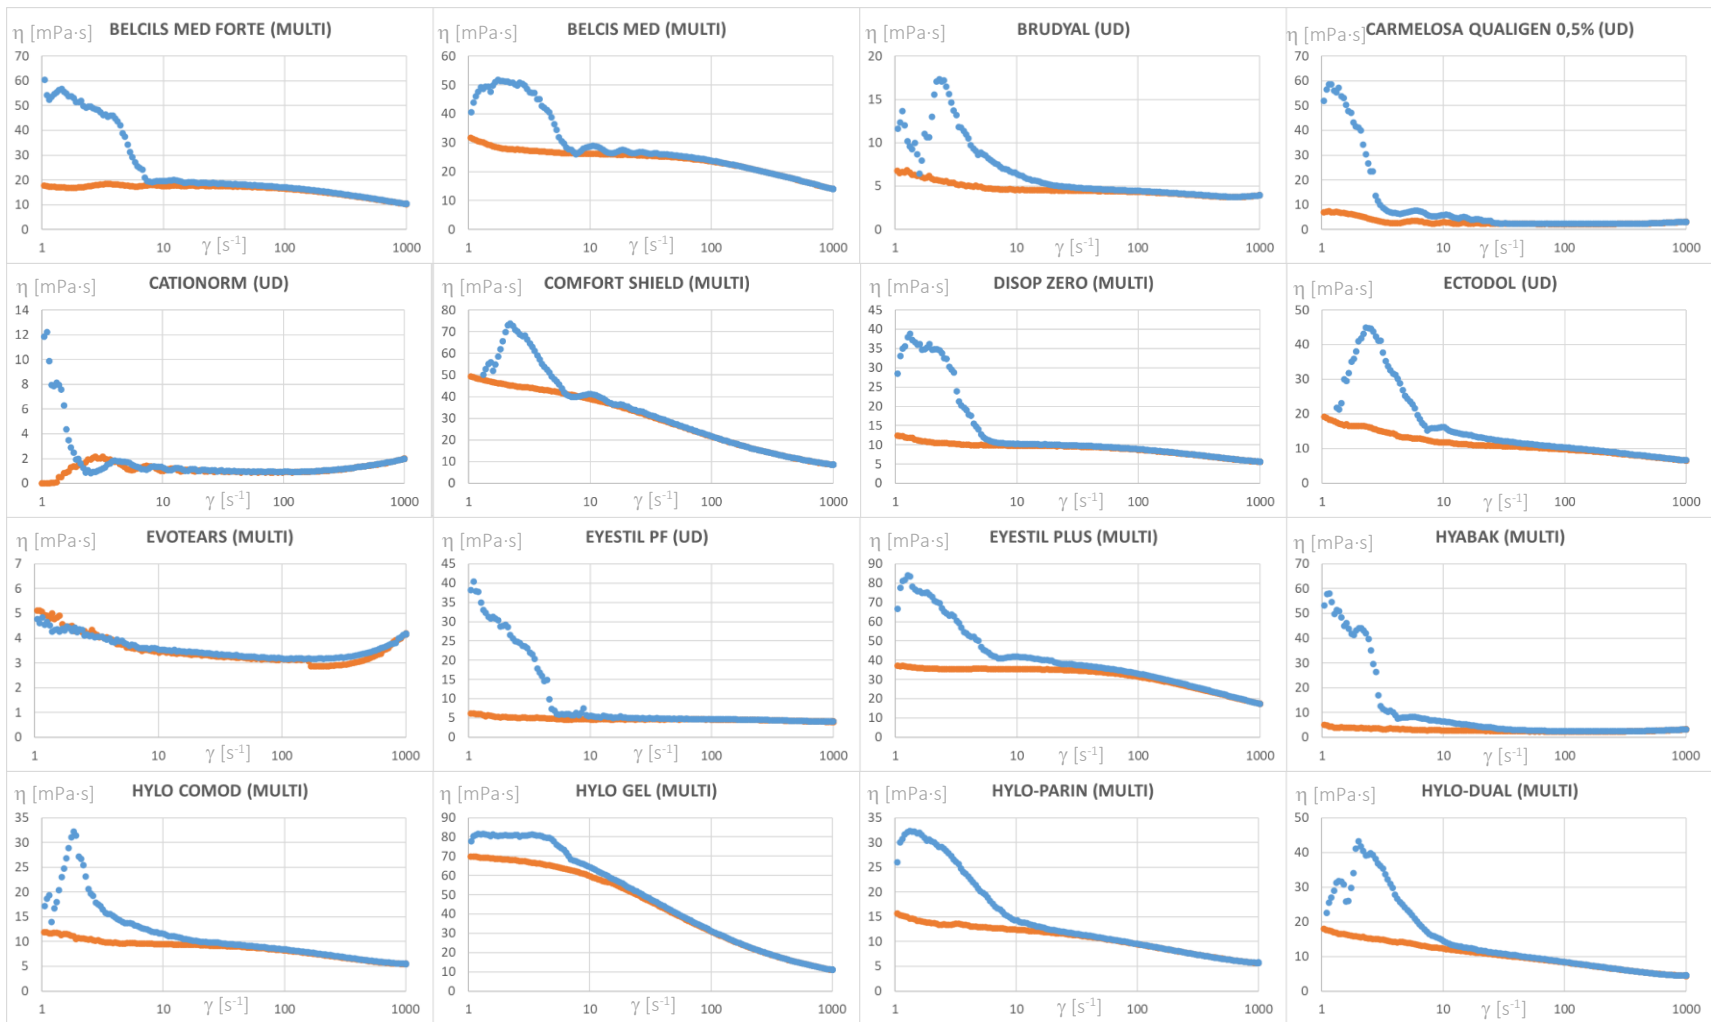 BELCILS MED FORTE (MULTI)
η [mPa·s]
70
60
50
40
30
20
10
0
1 10 100 1000
γ [s-1]
BELCIS MED (MULTI)
η [mPa·s]
60
50
40
30
20
10
0
1 10 100 1000
γ [s-1]
BRUDYAL (UD)
η [mPa·s]
20
15
10
5
0
1 10 100 1000
γ [s-1]
CARMELOSA QUALIGEN 0,5% (UD)
η [mPa·s]
70
60
50
40
30
20
10
0
1 10 100 1000
γ [s-1]
CATIONORM (UD)
η [mPa·s]
14
12
10
8
6
4
2
0
1 10 100 1000
γ [s-1]
COMFORT SHIELD (MULTI)
η [mPa·s]
80
70
60
50
40
30
20
10
0
1 10 100 1000
γ [s-1]
DISOP ZERO (MULTI)
η [mPa·s]
45
40
35
30
25
20
15
10
5
0
1 10 100 1000
γ [s-1]
ECTODOL (UD)
η [mPa·s]
50
40
30
20
10
0
1 10 100 1000
γ [s-1]
EVOTEARS (MULTI)
η [mPa·s]
7
6
5
4
3
2
1
0
1 10 100 1000
γ [s-1]
EYESTIL PF (UD)
η [mPa·s]
45
40
35
30
25
20
15
10
5
0
1 10 100 1000
γ [s-1]
EYESTIL PLUS (MULTI)
η [mPa·s]
90
80
70
60
50
40
30
20
10
0
1 10 100 1000
γ [s-1]
HYABAK (MULTI)
η [mPa·s]
70
60
50
40
30
20
10
0
1 10 100 1000
γ [s-1]
HYLO COMOD (MULTI)
η [mPa·s]
35
30
25
20
15
10
5
0
1 10 100 1000
γ [s-1]
HYLO GEL (MULTI)
η [mPa·s]
90
80
70
60
50
40
30
20
10
0
1 10 100 1000
γ [s-1]
HYLO-PARIN (MULTI)
η [mPa·s]
35
30
25
20
15
10
5
0
1 10 100 1000
γ [s-1]
HYLO-DUAL (MULTI)
η [mPa·s]
50
40
30
20
10
0
1 10 100 1000
γ [s-1]